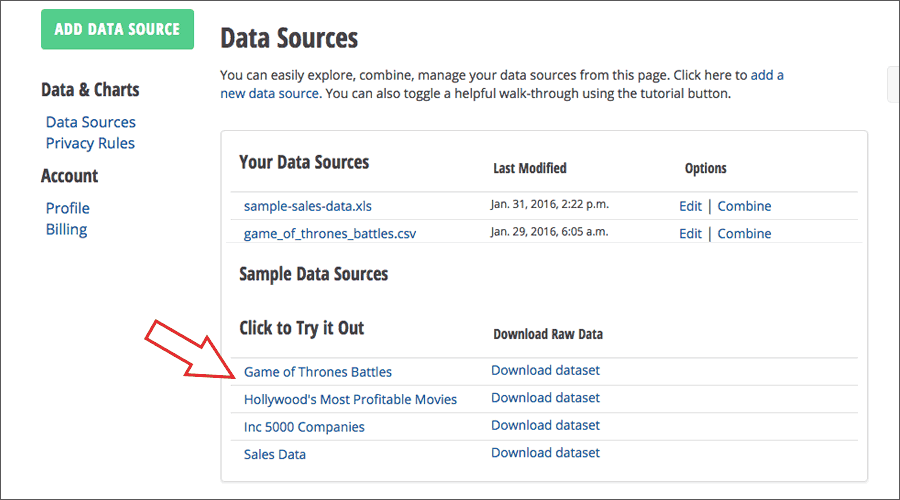 ADD DATA SOURCE
Data & Charts
Data Sources
Privacy Rules
Account
Profile
Billing
Data Sources
You can easily explore, combine, manage your data sources from this page. Click here to add a
new data source. You can also toggle a helpful walk-through using the tutorial button.
Your Data Sources Last Modified Options
sample-sales-data.xls Jan. 31, 2016, 2:22 p.m. Edit | Combine
game_of_thrones_battles.csv Jan. 29, 2016, 6:05 a.m. Edit | Combine
Sample Data Sources
Click to Try it Out Download Raw Data
Game of Thrones Battles Download dataset
Hollywood's Most Profitable Movies Download dataset
Inc 5000 Companies Download dataset
Sales Data Download dataset